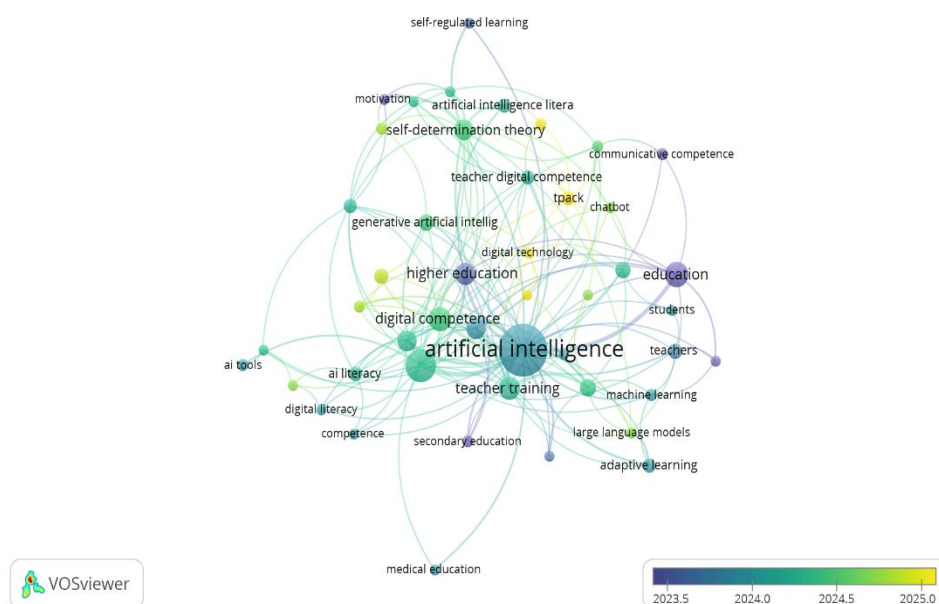 self-regulated learning
motivation
artificial intelligence litera
self-determination theory
communicative competence
teacher digital competence
tpack
chatbot
generative artificial intellig
digital technology
higher education
education
students
digital competence
artificial intelligence
teachers
ai tools
ai literacy
teacher training
machine learning
digital literacy
competence
secondary education
large language models
adaptive learning
medical education
VOSviewer
2023.5 2024.0 2024.5 2025.0